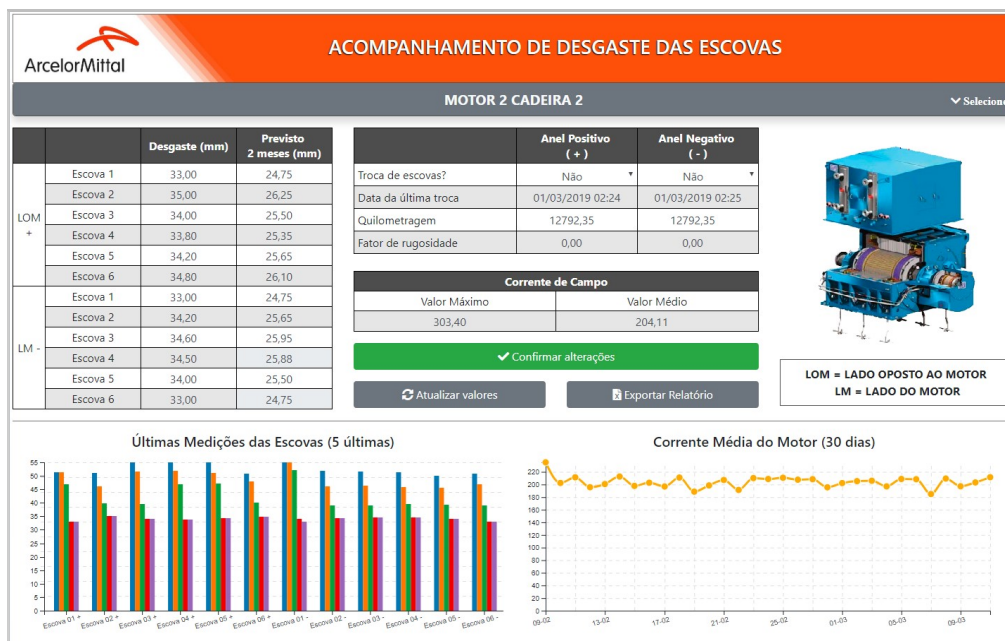 ArcelorMittal
ACOMPANHAMENTO DE DESGASTE DAS ESCOVAS
MOTOR 2 CADEIRA 2
Selecione
Desgaste (mm) Previsto 2 meses (mm)
LOM +
Escova 1 33,00 24,75
Escova 2 35,00 26,25
Escova 3 34,00 25,50
Escova 4 33,80 25,35
Escova 5 34,20 25,65
Escova 6 34,80 26,10
LM -
Escova 1 33,00 24,75
Escova 2 34,20 25,65
Escova 3 34,60 25,95
Escova 4 34,50 25,88
Escova 5 34,00 25,50
Escova 6 33,00 24,75
Anel Positivo ( + ) Anel Negativo ( - )
Troca de escovas? Não Não
Data da última troca 01/03/2019 02:24 01/03/2019 02:25
Quilometragem 12792,35 12792,35
Fator de rugosidade 0,00 0,00
Corrente de Campo
Valor Máximo Valor Médio
303,40 204,11
Confirmar alterações
Atualizar valores Exportar Relatório
LOM = LADO OPOSTO AO MOTOR
LM = LADO DO MOTOR
Últimas Medições das Escovas (5 últimas)
55
50
45
40
35
30
25
20
15
10
5
0
Escova 01 + Escova 02 + Escova 03 + Escova 04 + Escova 05 + Escova 06 + Escova 01 - Escova 02 - Escova 03 - Escova 04 - Escova 05 - Escova 06 -
Corrente Média do Motor (30 dias)
220
200
180
160
140
120
100
80
60
40
20
0
09-02 13-02 17-02 21-02 25-02 01-03 05-03 09-03